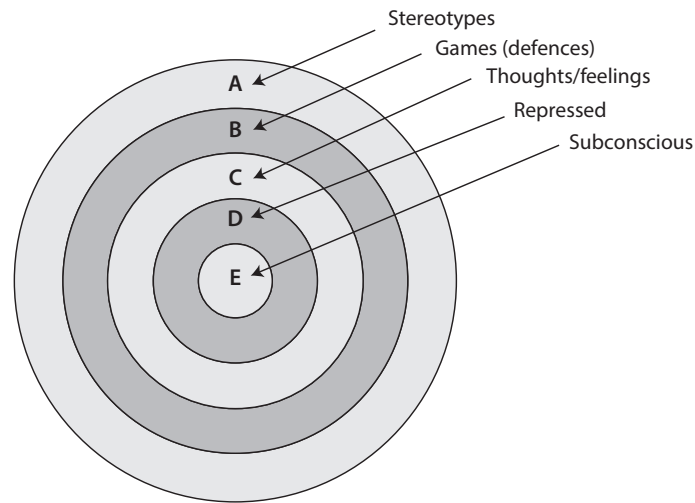 Stereotypes
Games (defences)
Thoughts/feelings
Repressed
Subconscious
A
B
C
D
E